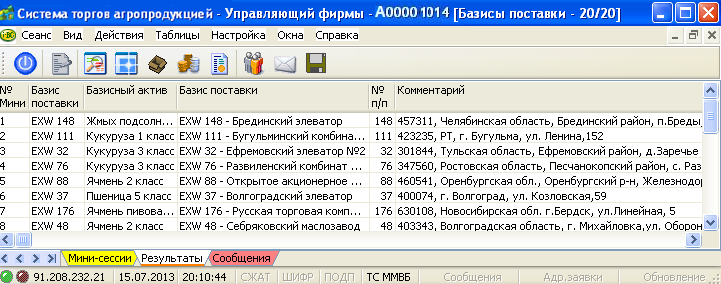 Система торгов агропродукцией - Управляющий фирмы - A0000 1014 [Базисы поставки - 20/20]
Сеанс Вид Действия Таблицы Настройка Окна Справка
№ Мини Базис поставки Базисный актив Базис поставки № п/п Комментарий
1 EXW 148 Жмых подсолн... EXW 148 - Брединский элеватор 148 457311, Челябинская область, Брединский район, п.Бреды,
2 EXW 111 Кукуруза 1 класс EXW 111 - Бугульминский комбина... 111 423235, РТ, г. Бугульма, ул. Ленина,152
3 EXW 32 Кукуруза 3 класс EXW 32 - Ефремовский элеватор №2 32 301844, Тульская область, Ефремовский район, д.Заречье
4 EXW 76 Кукуруза 3 класс EXW 76 - Развиленский комбинат ... 76 347560, Ростовская область, Песчанокопский район, с. Раз
5 EXW 88 Ячмень 2 класс EXW 88 - Открытое акционерное ... 88 460541, Оренбургская обл., Оренбургский р-н, Железнодор
6 EXW 37 Пшеница 5 класс EXW 37 - Волгоградский элеватор 37 400074, г. Волгоград, ул. Козловская,59
7 EXW 176 Ячмень пивова... EXW 176 - Русская торговая комп... 176 630108, Новосибирская обл. г.Бердск, ул.Линейная, 5
8 EXW 48 Ячмень 2 класс EXW 48 - Себряковский маслозавод 48 403343, Волгоградская область, г. Михайловка,ул. Оборон
Мини-сессии Результаты Сообщения
91.208.232.21 15.07.2013 20:10:44 СЖАТ ШИФР ПОДП ТС ММВБ Сообщения Адр.заявки Обновление